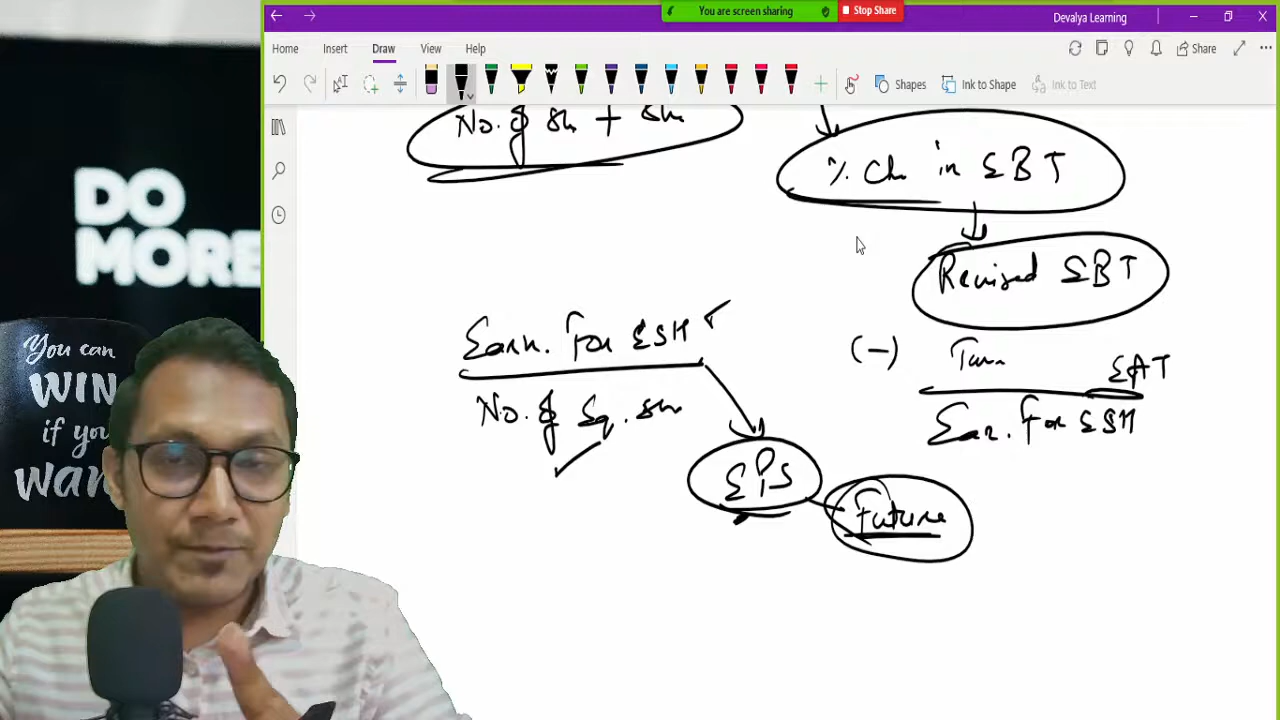 You are screen sharing
Stop Share
Devalya Learning
Home Insert Draw View Help
Share
Shapes
Ink to Shape
Ink to Text
No. of Sh + Sh
% Ch in EBT
Revised EBT
Earn. For ESH
(-)
EAT
No. of Eq. Sh
Ear. For ESH
EPS
Future
DO
MORE
You can
WIN
if you
Want